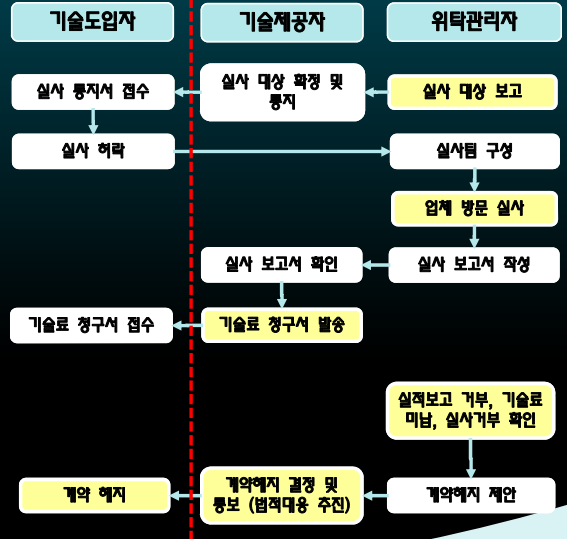 기술도입자
기술제공자
위탁관리자
실사 통지서 접수
실사 대상 확정 및
통지
실사 대상 보고
실사 허락
실사팀 구성
업체 방문 실사
실사 보고서 확인
실사 보고서 작성
기술료 청구서 접수
기술료 청구서 발송
실적보고 거부, 기술료
미납, 실사거부 확인
계약 해지
계약해지 결정 및
통보 (법적대응 추진)
계약해지 제안